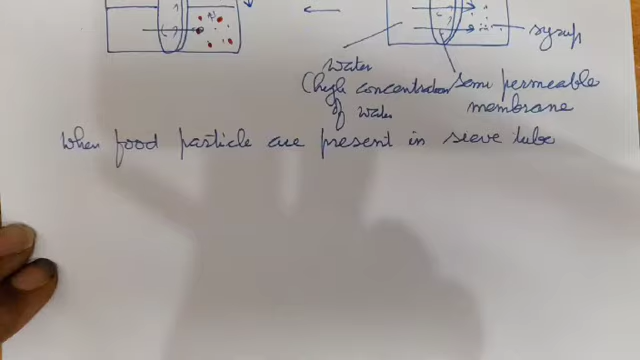 syrup
water
(high concentration
of water
semi permeable
membrane
when food particle are present in sieve tube